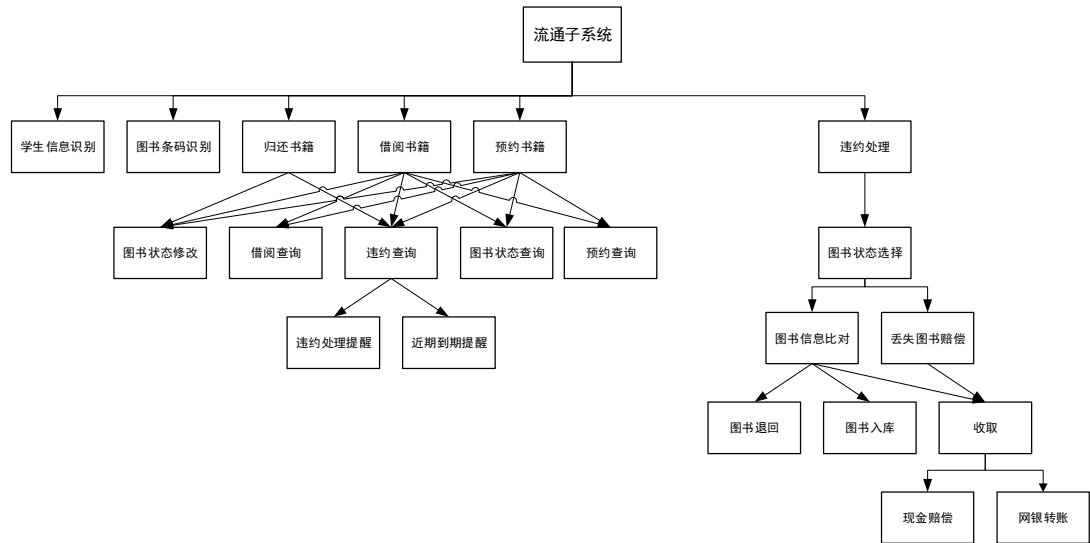 流通子系统
学生信息识别
图书条码识别
归还书籍
借阅书籍
预约书籍
违约处理
图书状态修改
借阅查询
违约查询
图书状态查询
预约查询
图书状态选择
违约处理提醒
近期到期提醒
图书信息比对
丢失图书赔偿
图书退回
图书入库
收取
现金赔偿
网银转账